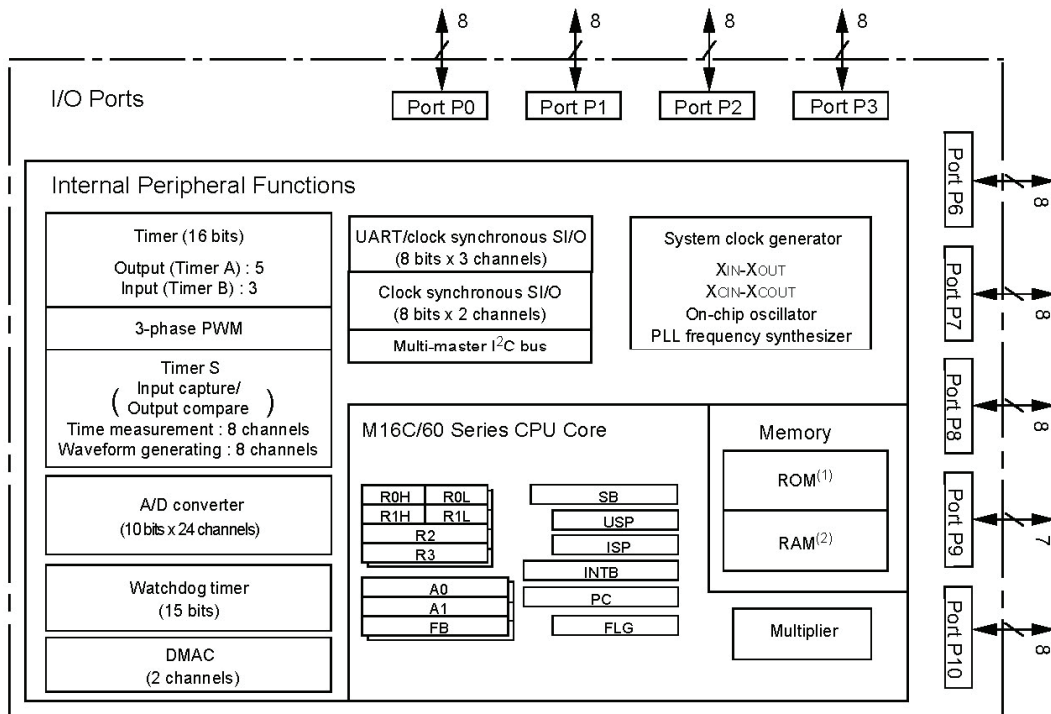 8
8
8
8
I/O Ports
Port P0
Port P1
Port P2
Port P3
Port P6
8
Port P7
8
Port P8
8
Port P9
7
Port P10
8
Internal Peripheral Functions
Timer (16 bits)
Output (Timer A) : 5
Input (Timer B) : 3
3-phase PWM
Timer S
( Input capture/
Output compare )
Time measurement : 8 channels
Waveform generating : 8 channels
A/D converter
(10 bits x 24 channels)
Watchdog timer
(15 bits)
DMAC
(2 channels)
UART/clock synchronous SI/O
(8 bits x 3 channels)
Clock synchronous SI/O
(8 bits x 2 channels)
Multi-master I²C bus
System clock generator
XIN-XOUT
XCIN-XCOUT
On-chip oscillator
PLL frequency synthesizer
M16C/60 Series CPU Core
R0H
R0L
R1H
R1L
R2
R3
A0
A1
FB
SB
USP
ISP
INTB
PC
FLG
Memory
ROM(1)
RAM(2)
Multiplier